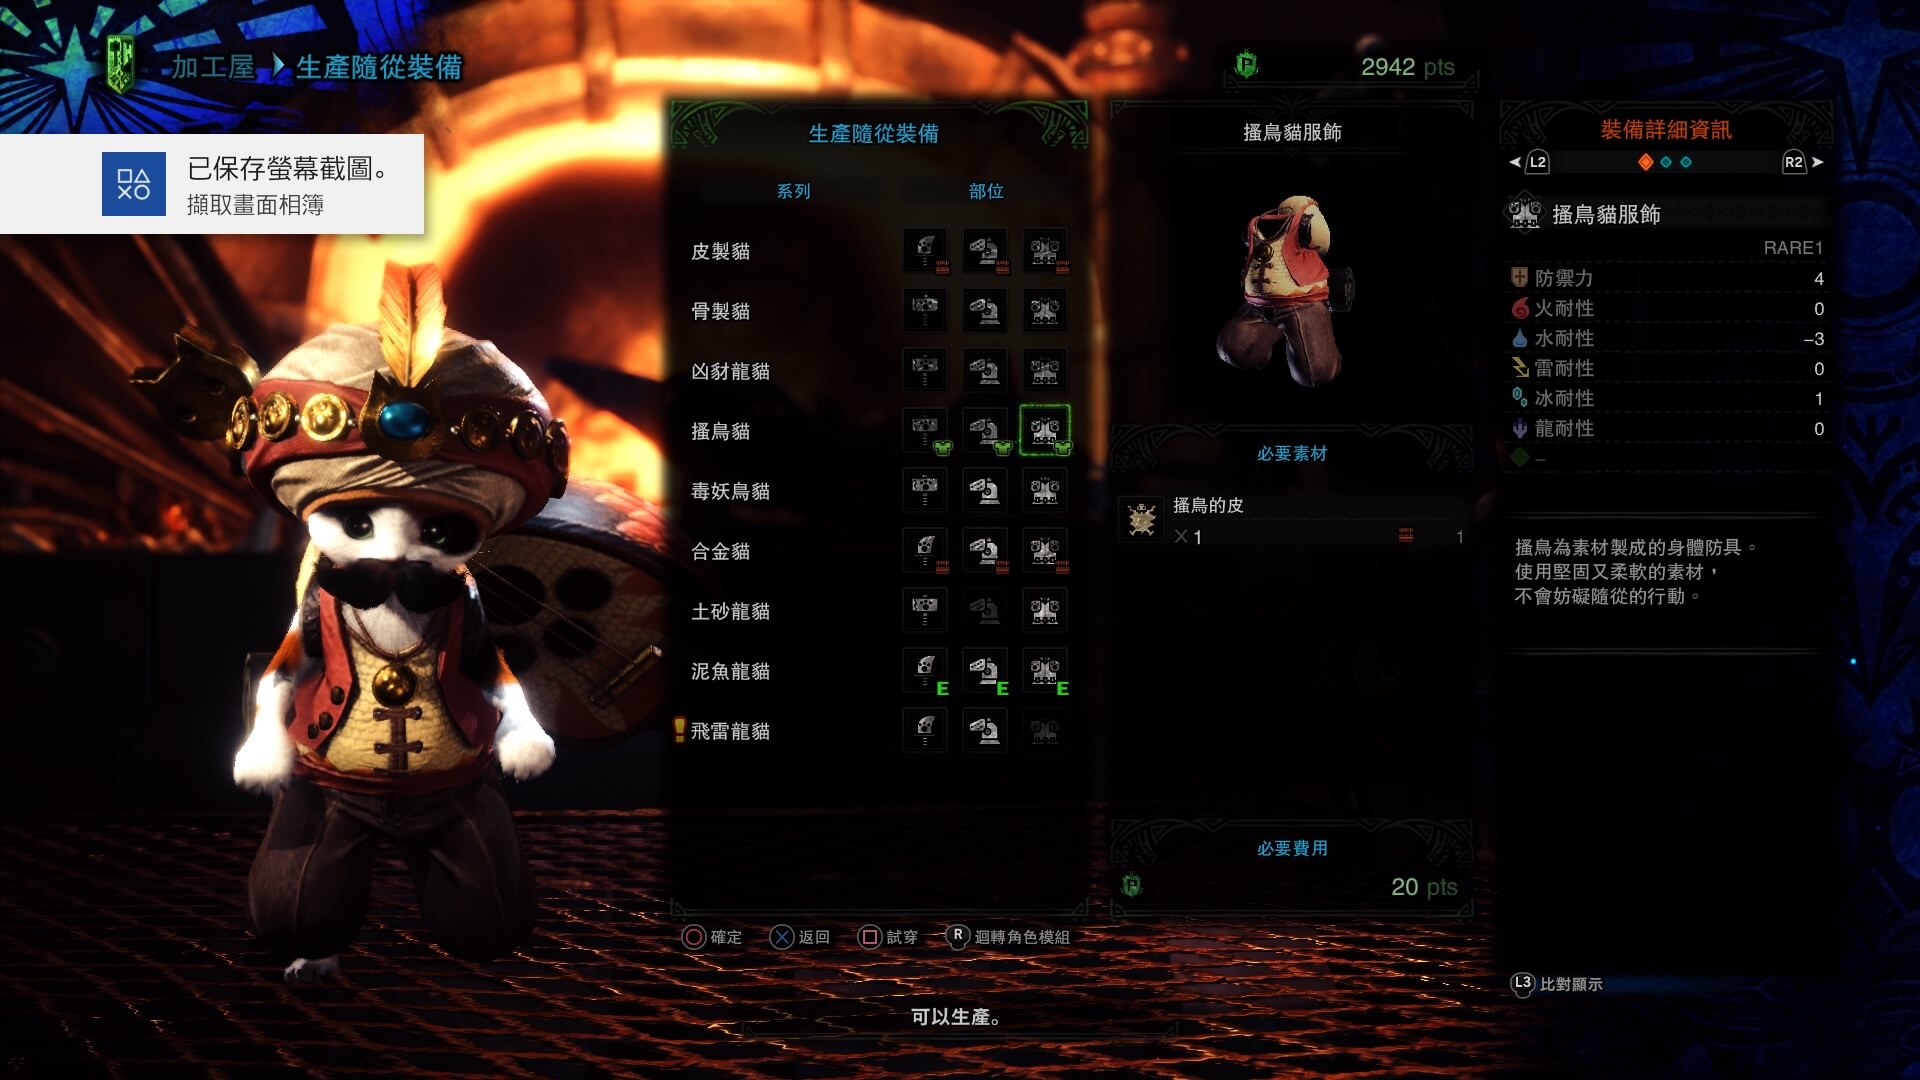 加工屋 生產隨從裝備
已保存螢幕截圖。
擷取畫面相簿
2942 pts
生產隨從裝備
系列 部位
皮製貓
骨製貓
凶豺龍貓
搔鳥貓
毒妖鳥貓
合金貓
土砂龍貓
泥魚龍貓
E E E
飛雷龍貓
確定 返回 試穿 R 迴轉角色模組
可以生產。
搔鳥貓服飾
必要素材
搔鳥的皮
×1 1
必要費用
20 pts
裝備詳細資訊
L2 R2
搔鳥貓服飾
RARE1
防禦力 4
火耐性 0
水耐性 -3
雷耐性 0
冰耐性 1
龍耐性 0
–
搔鳥為素材製成的身體防具。
使用堅固又柔軟的素材，
不會妨礙隨從的行動。
L3 比對顯示